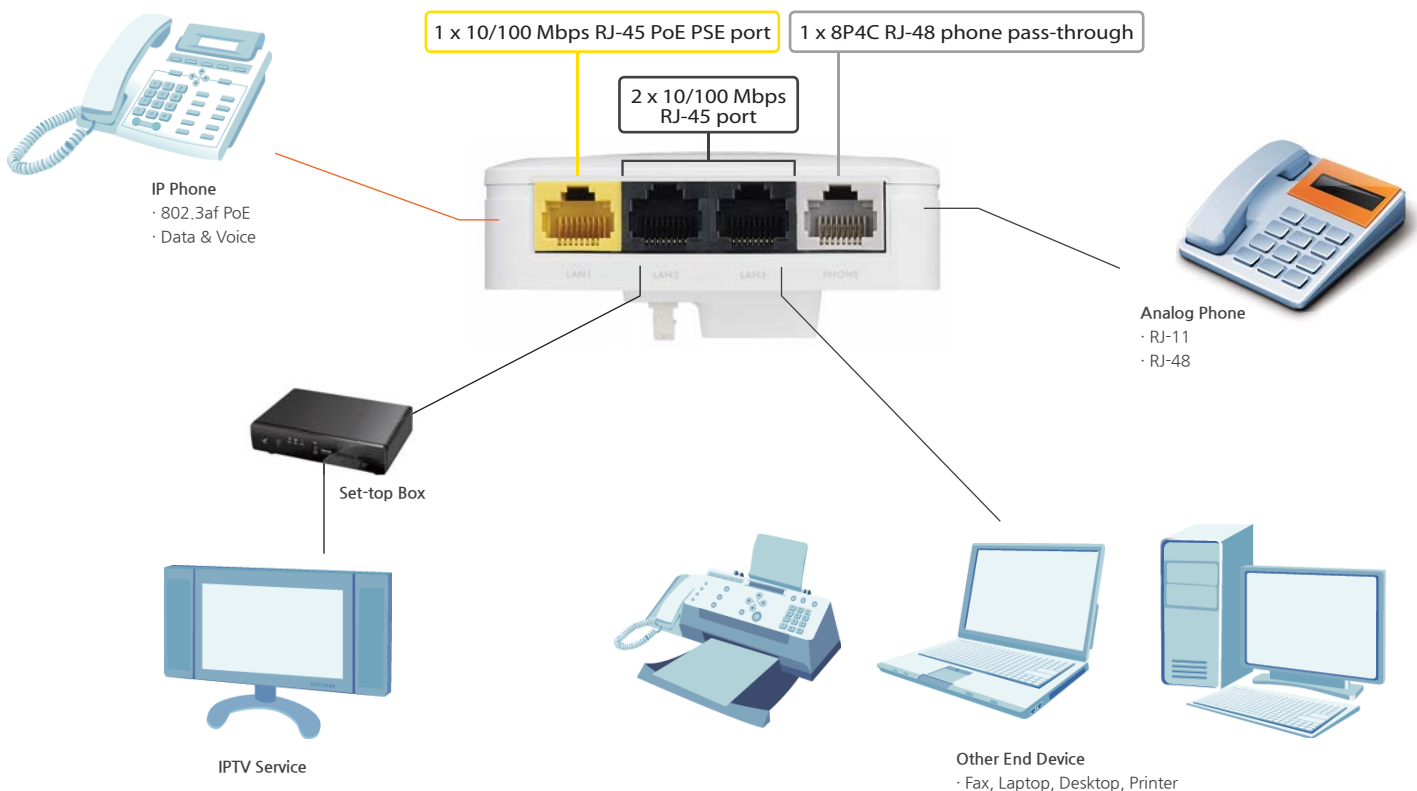 1 x 10/100 Mbps RJ-45 PoE PSE port
1 x 8P4C RJ-48 phone pass-through
2 x 10/100 Mbps
RJ-45 port
IP Phone
· 802.3af PoE
· Data & Voice
LAN1
LAN2
LAN3
PHONE
Analog Phone
· RJ-11
· RJ-48
Set-top Box
IPTV Service
Other End Device
· Fax, Laptop, Desktop, Printer